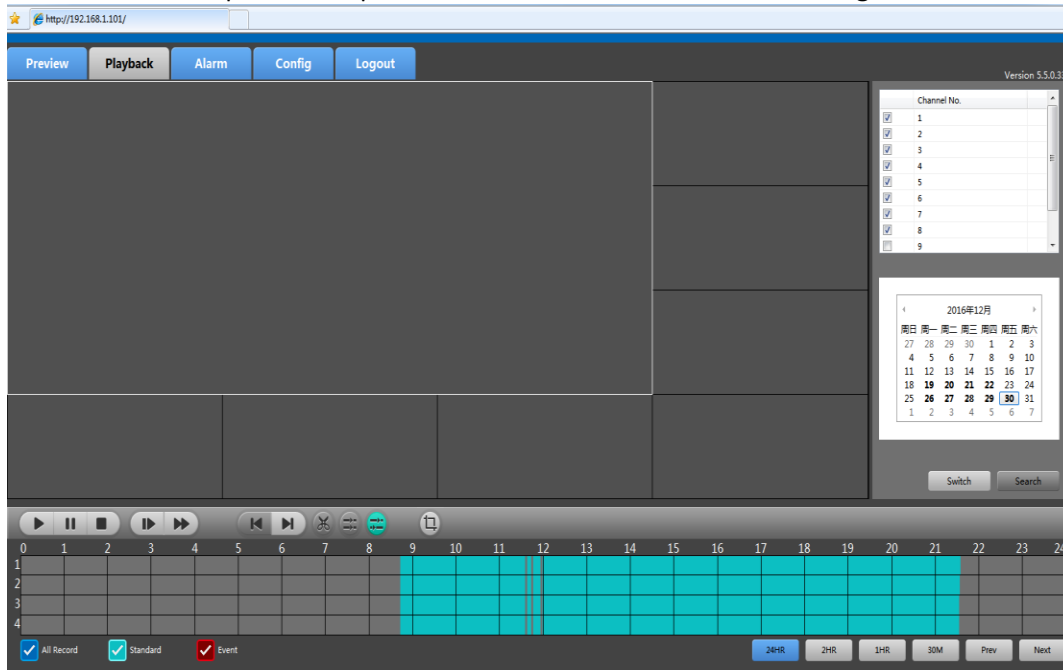 http://192.168.1.101/
Preview Playback Alarm Config Logout
Version 5.5.0.3
Channel No.
1
2
3
4
5
6
7
8
9
2016年12月
周日 周一 周二 周三 周四 周五 周六
27 28 29 30 1 2 3
4 5 6 7 8 9 10
11 12 13 14 15 16 17
18 19 20 21 22 23 24
25 26 27 28 29 30 31
1 2 3 4 5 6 7
Switch Search
0 1 2 3 4 5 6 7 8 9 10 11 12 13 14 15 16 17 18 19 20 21 22 23 24
1
2
3
4
All Record Standard Event 24HR 2HR 1HR 30M Prev Next